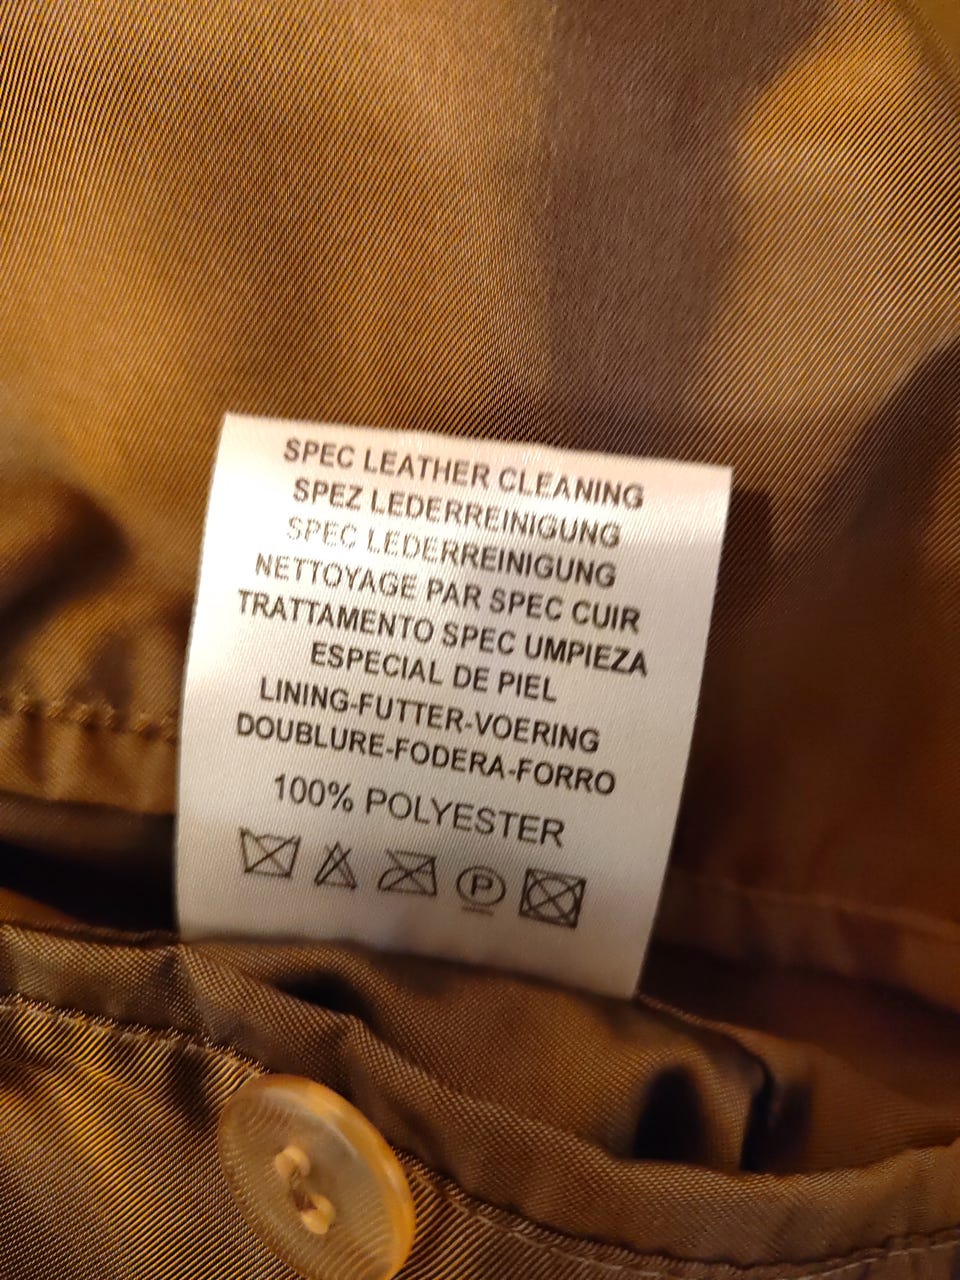 SPEC LEATHER CLEANING
SPEZ LEDERREINIGUNG
SPEC LEDERREINIGUNG
NETTOYAGE PAR SPEC CUIR
TRATTAMENTO SPEC UMPIEZA
ESPECIAL DE PIEL
LINING-FUTTER-VOERING
DOUBLURE-FODERA-FORRO
100% POLYESTER
P